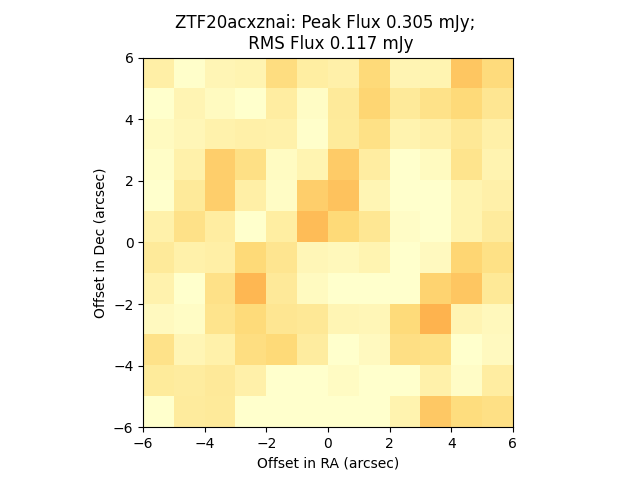 ZTF20acxznai: Peak Flux 0.305 mJy;
RMS Flux 0.117 mJy
6
4
2
0
−2
−4
−6
Offset in Dec (arcsec)
−6 −4 −2 0 2 4 6
Offset in RA (arcsec)